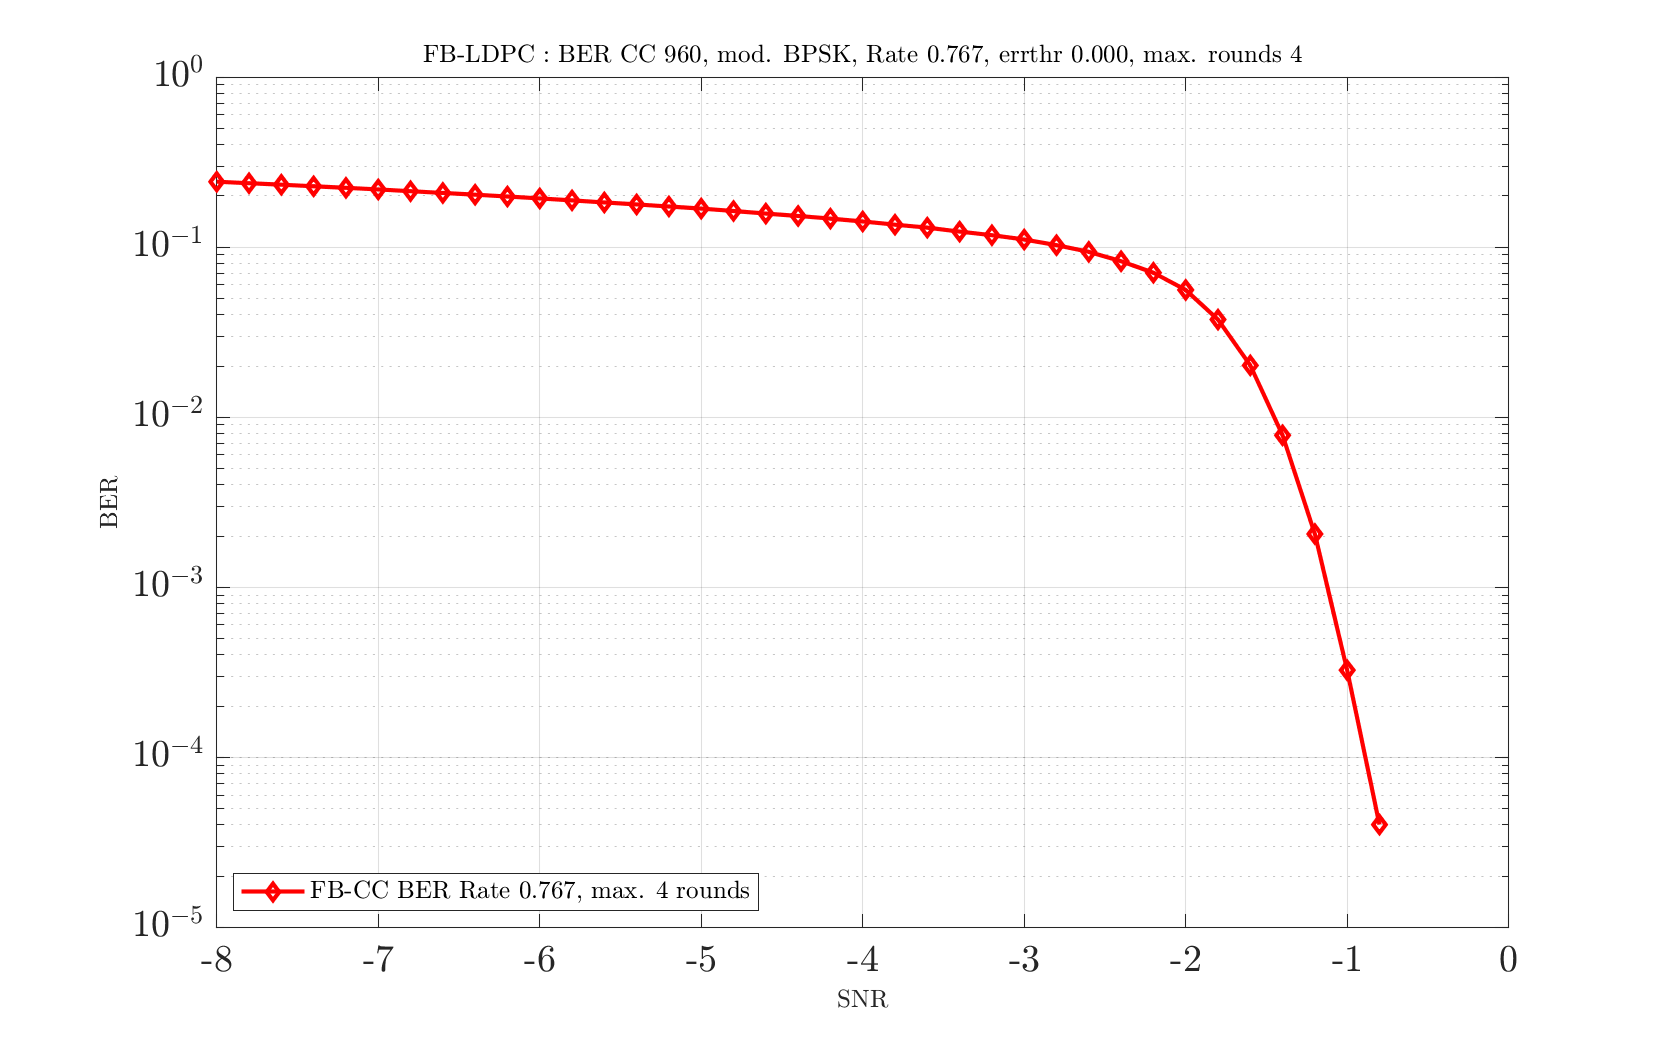 FB-LDPC : BER CC 960, mod. BPSK, Rate 0.767, errthr 0.000, max. rounds 4
10^0
10^-1
10^-2
10^-3
10^-4
10^-5
BER
FB-CC BER Rate 0.767, max. 4 rounds
-8 -7 -6 -5 -4 -3 -2 -1 0
SNR